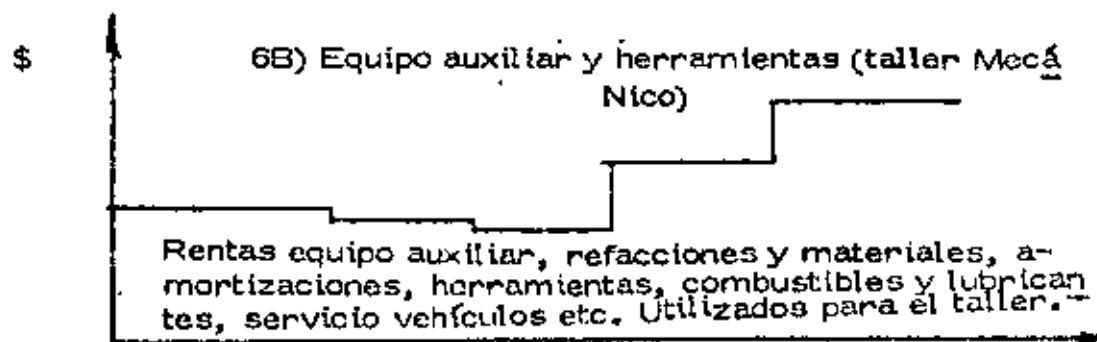 $
6B) Equipo auxiliar y herramientas (taller Mecá
Nico)
Rentas equipo auxiliar, refacciones y materiales, a-
mortizaciones, herramientas, combustibles y lubrican
tes, servicio vehículos etc. Utilizados para el taller.-